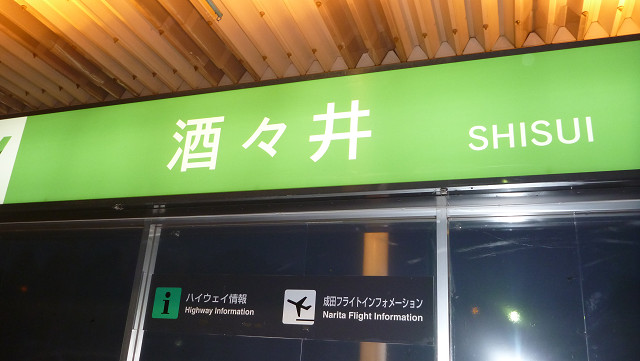 酒々井 SHISUI
ハイウェイ情報
Highway Information
成田フライトインフォメーション
Narita Flight Information